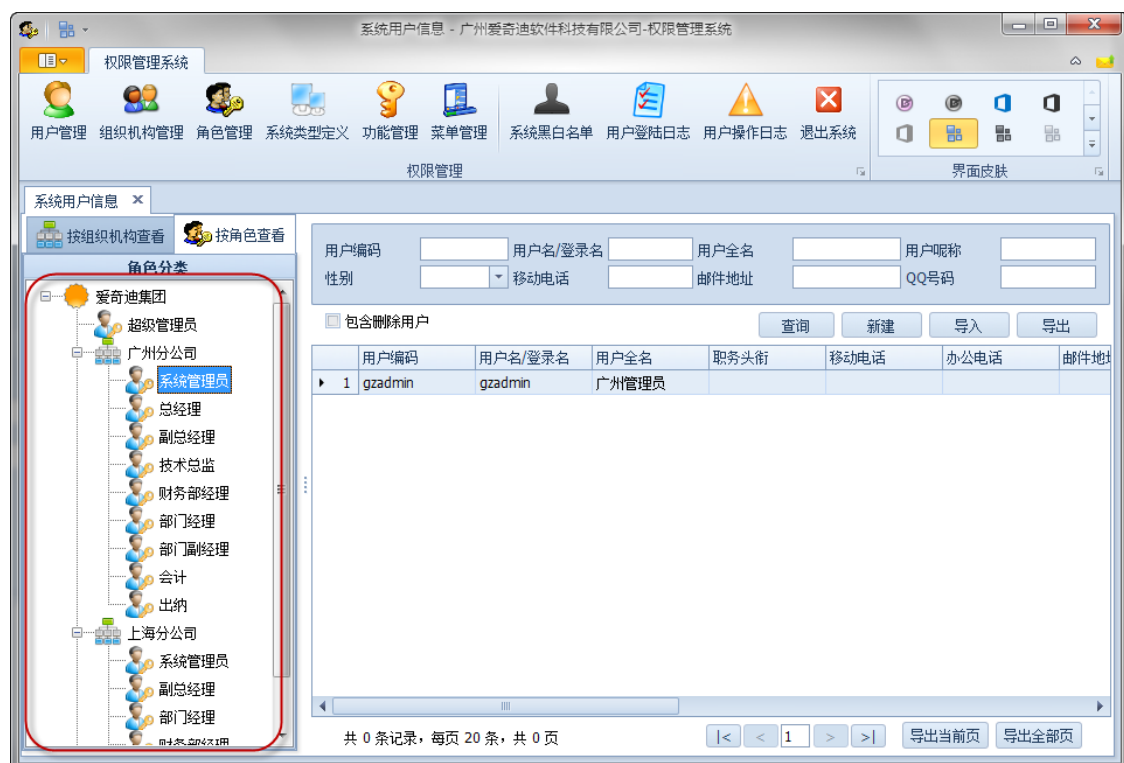 系统用户信息 - 广州爱奇迪软件科技有限公司-权限管理系统
权限管理系统
用户管理 组织机构管理 角色管理 系统类型定义 功能管理 菜单管理 系统黑白名单 用户登陆日志 用户操作日志 退出系统
权限管理 界面皮肤
系统用户信息
按组织机构查看 按角色查看
角色分类
爱奇迪集团
超级管理员
广州分公司
系统管理员
总经理
副总经理
技术总监
财务部经理
部门经理
部门副经理
会计
出纳
上海分公司
系统管理员
副总经理
部门经理
财务部经理
用户编码 用户名/登录名 用户全名 用户昵称
性别 移动电话 邮件地址 QQ号码
包含删除用户 查询 新建 导入 导出
用户编码 用户名/登录名 用户全名 职务头衔 移动电话 办公电话 邮件地
1 gzadmin gzadmin 广州管理员
共 0 条记录，每页 20 条，共 0 页 |< < 1 > >| 导出当前页 导出全部页